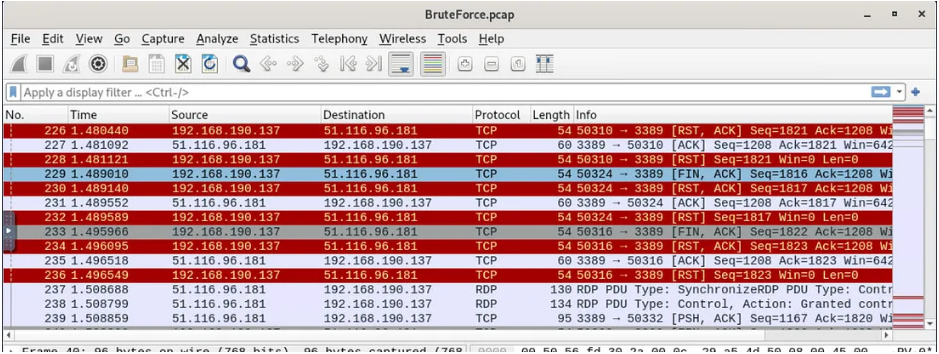 BruteForce.pcap
File Edit View Go Capture Analyze Statistics Telephony Wireless Tools Help
Apply a display filter ... <Ctrl-/>
No. Time Source Destination Protocol Length Info
226 1.480440 192.168.190.137 51.116.96.181 TCP 54 50310 → 3389 [RST, ACK] Seq=1821 Ack=1208 Wi
227 1.481092 51.116.96.181 192.168.190.137 TCP 60 3389 → 50310 [ACK] Seq=1208 Ack=1821 Win=642
228 1.481121 192.168.190.137 51.116.96.181 TCP 54 50310 → 3389 [RST] Seq=1821 Win=0 Len=0
229 1.489010 192.168.190.137 51.116.96.181 TCP 54 50324 → 3389 [FIN, ACK] Seq=1816 Ack=1208 Wi
230 1.489140 192.168.190.137 51.116.96.181 TCP 54 50324 → 3389 [RST, ACK] Seq=1817 Ack=1208 Wi
231 1.489552 51.116.96.181 192.168.190.137 TCP 60 3389 → 50324 [ACK] Seq=1208 Ack=1817 Win=642
232 1.489589 192.168.190.137 51.116.96.181 TCP 54 50324 → 3389 [RST] Seq=1817 Win=0 Len=0
233 1.495966 192.168.190.137 51.116.96.181 TCP 54 50316 → 3389 [FIN, ACK] Seq=1822 Ack=1208 Wi
234 1.496095 192.168.190.137 51.116.96.181 TCP 54 50316 → 3389 [RST, ACK] Seq=1823 Ack=1208 Wi
235 1.496518 51.116.96.181 192.168.190.137 TCP 60 3389 → 50316 [ACK] Seq=1208 Ack=1823 Win=642
236 1.496549 192.168.190.137 51.116.96.181 TCP 54 50316 → 3389 [RST] Seq=1823 Win=0 Len=0
237 1.508688 51.116.96.181 192.168.190.137 RDP 130 RDP PDU Type: SynchronizeRDP PDU Type: Contr
238 1.508799 51.116.96.181 192.168.190.137 RDP 134 RDP PDU Type: Control, Action: Granted contr
239 1.508859 51.116.96.181 192.168.190.137 TCP 95 3389 → 50332 [PSH, ACK] Seq=1167 Ack=1820 Wi
Frame 40: 96 bytes on wire (768 bits), 96 bytes captured (768 0000 00 50 56 fd 30 2a 00 0c 29 a5 4d 50 08 00 45 00